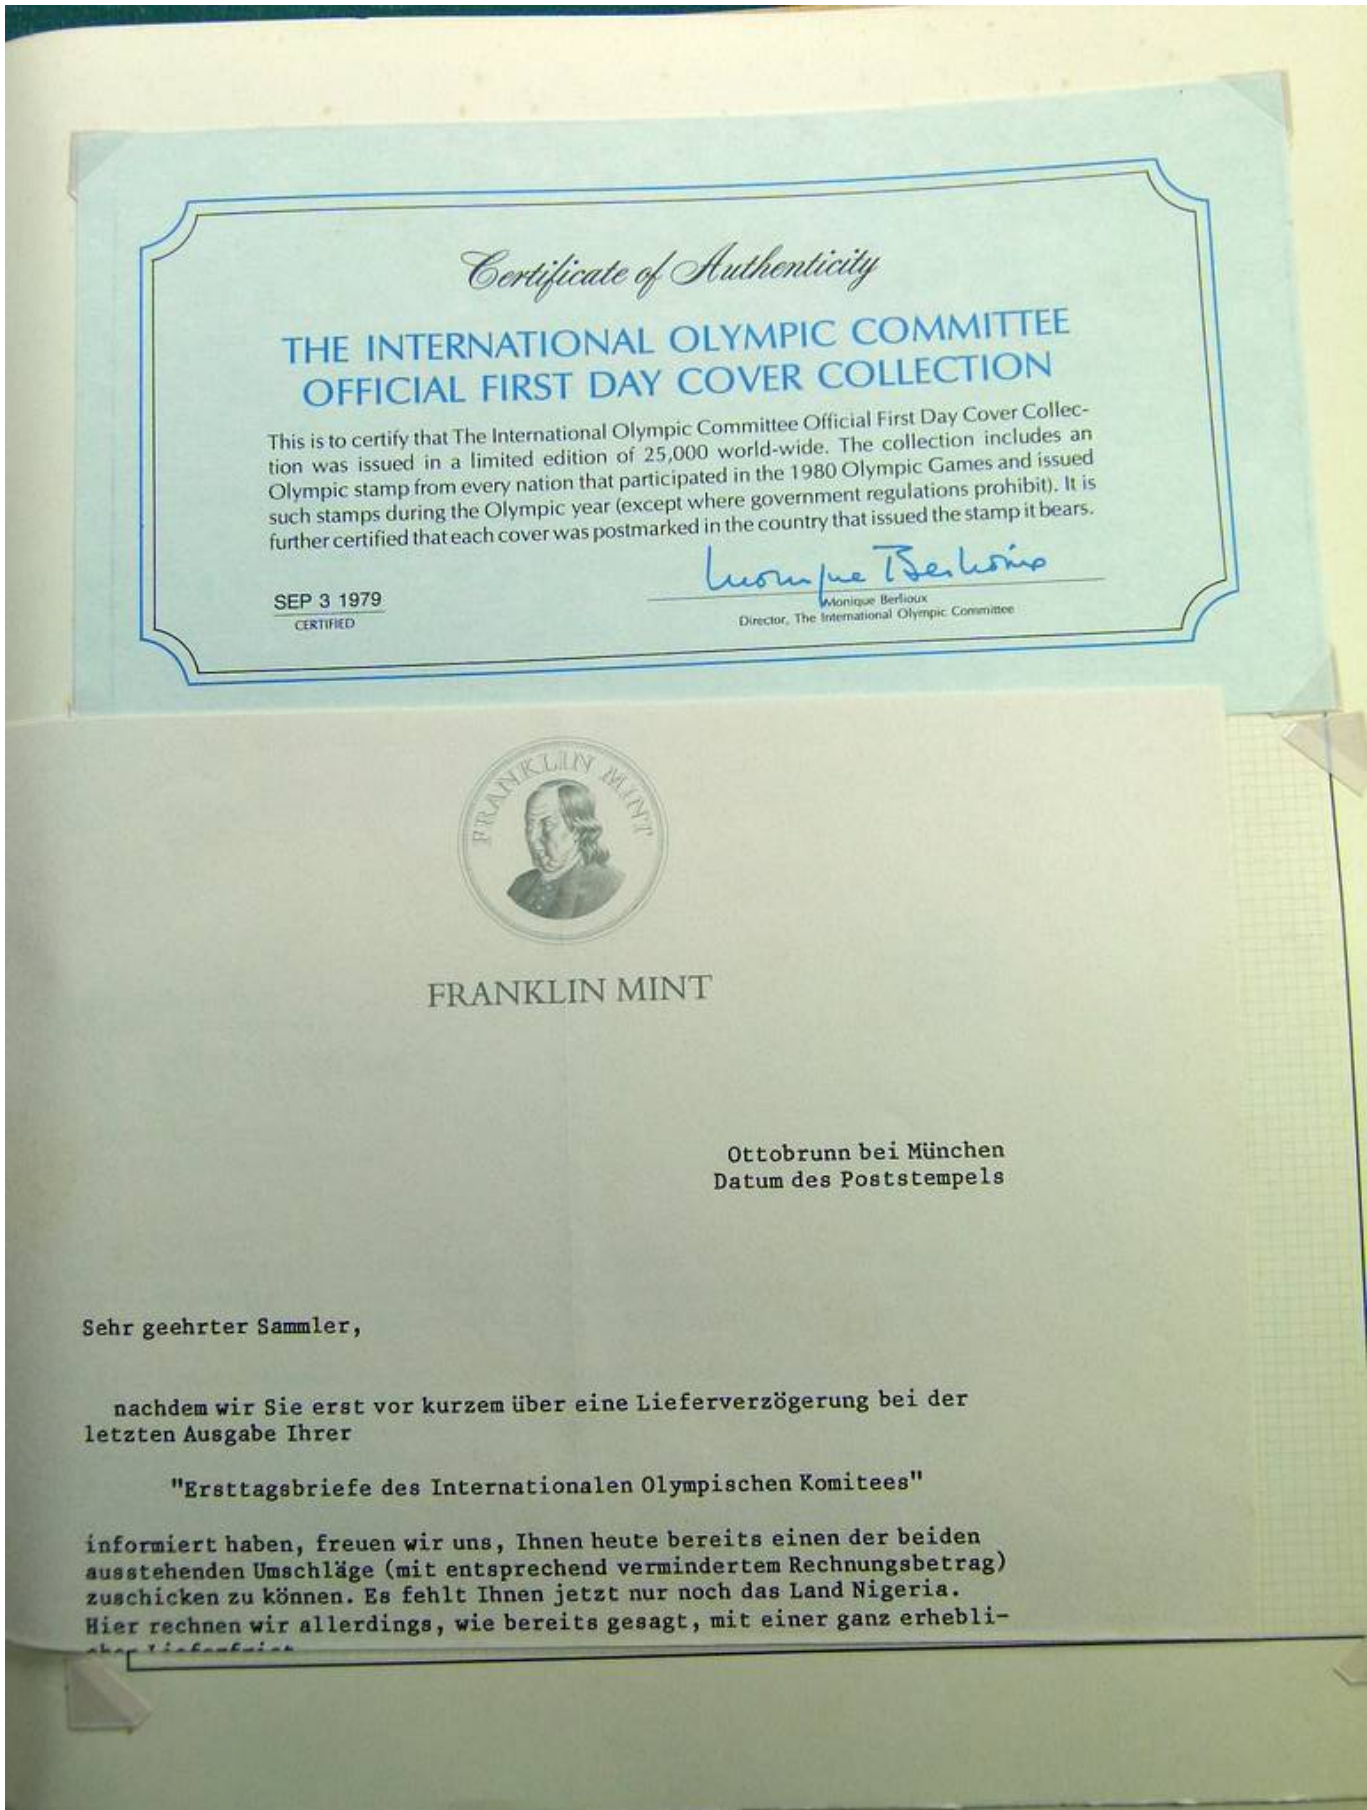 Certificate of Authenticity
THE INTERNATIONAL OLYMPIC COMMITTEE
OFFICIAL FIRST DAY COVER COLLECTION
This is to certify that The International Olympic Committee Official First Day Cover Collec-
tion was issued in a limited edition of 25,000 world-wide. The collection includes an
Olympic stamp from every nation that participated in the 1980 Olympic Games and issued
such stamps during the Olympic year (except where government regulations prohibit). It is
further certified that each cover was postmarked in the country that issued the stamp it bears.
Monique Berlioux
SEP 3 1979
CERTIFIED
Monique Berlioux
Director, The International Olympic Committee
FRANKLIN MINT
FRANKLIN MINT
Ottobrunn bei München
Datum des Poststempels
Sehr geehrter Sammler,
nachdem wir Sie erst vor kurzem über eine Lieferverzögerung bei der
letzten Ausgabe Ihrer
"Ersttagsbriefe des Internationalen Olympischen Komitees"
informiert haben, freuen wir uns, Ihnen heute bereits einen der beiden
ausstehenden Umschläge (mit entsprechend vermindertem Rechnungsbetrag)
zuschicken zu können. Es fehlt Ihnen jetzt nur noch das Land Nigeria.
Hier rechnen wir allerdings, wie bereits gesagt, mit einer ganz erhebli-